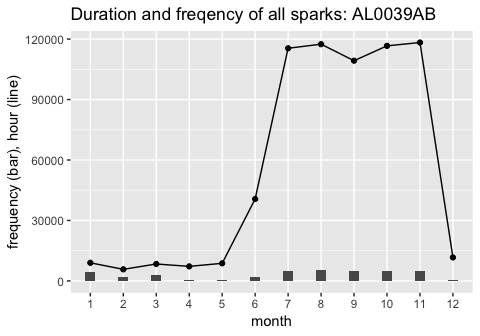 Duration and freqency of all sparks: AL0039AB
120000
90000
60000
30000
0
frequency (bar), hour (line)
1 2 3 4 5 6 7 8 9 10 11 12
month